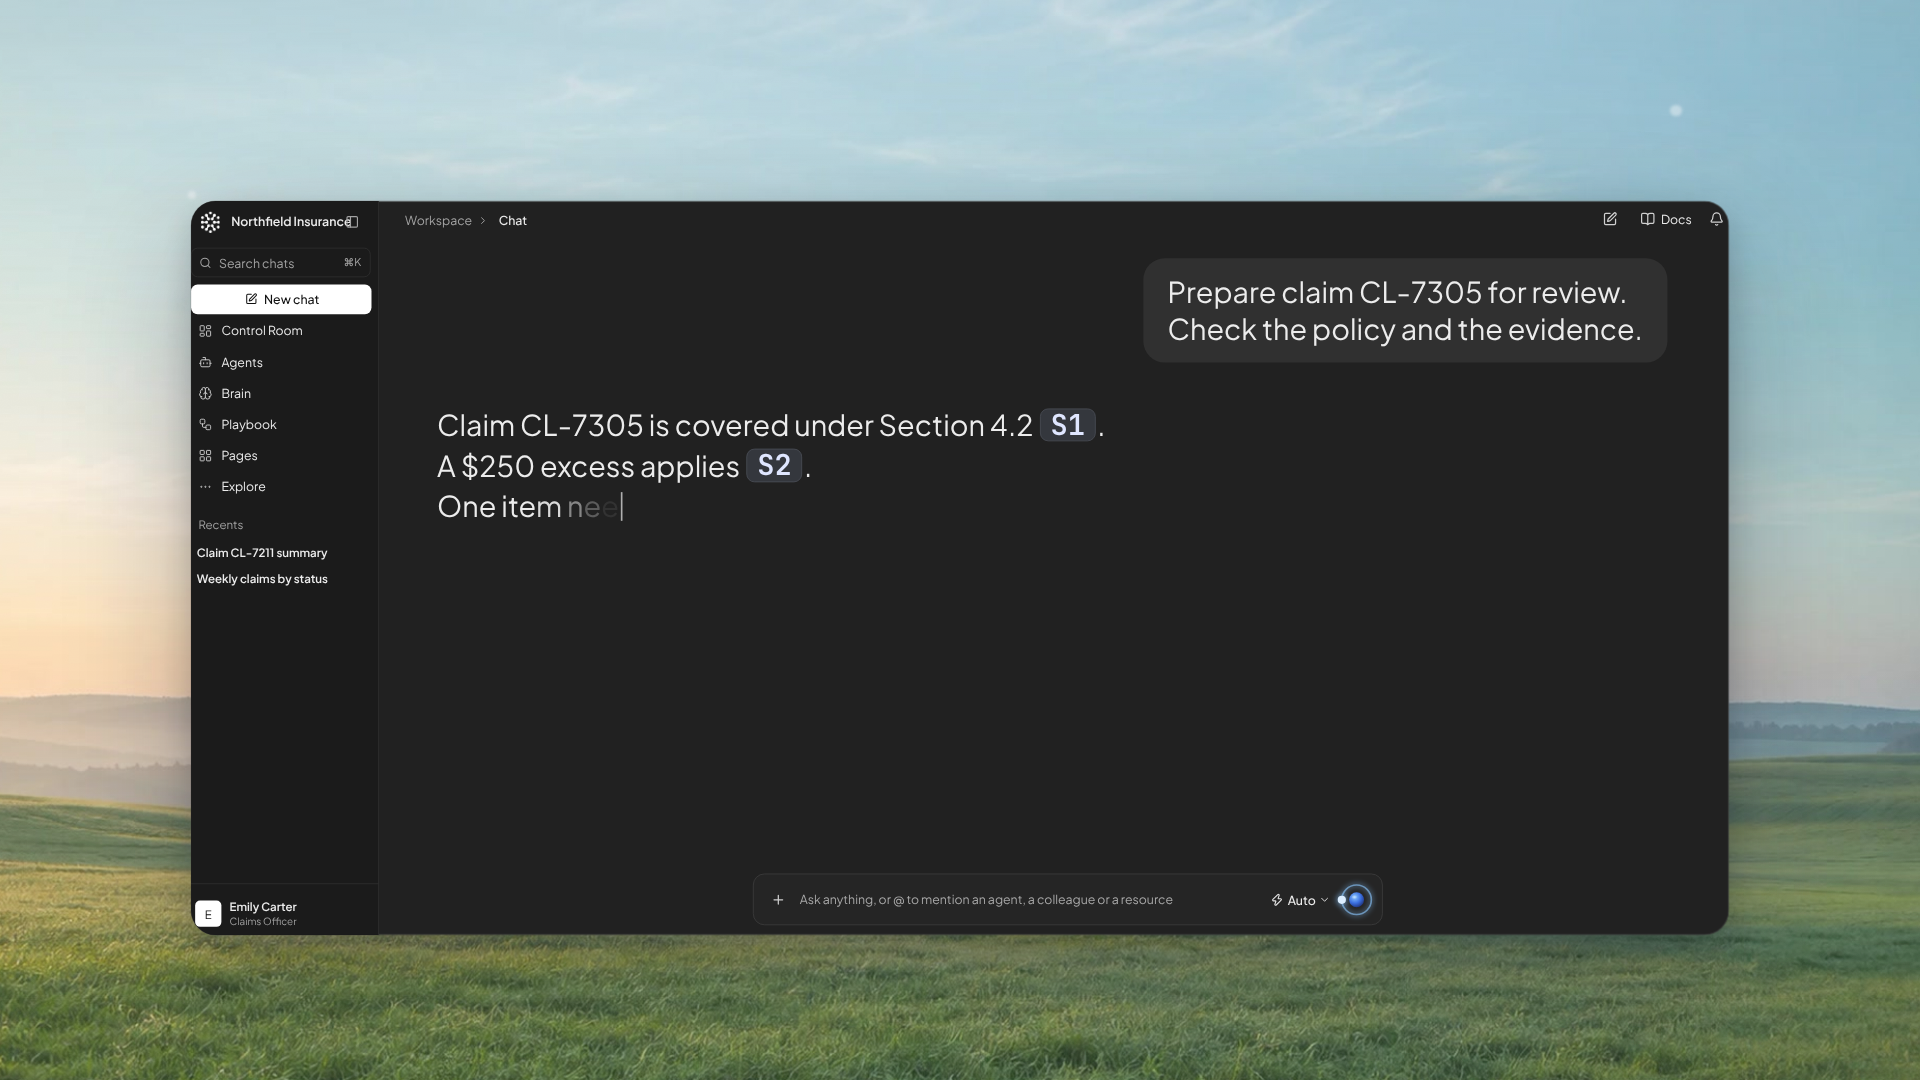 Northfield Insurance
Search chats ⌘K
New chat
Control Room
Agents
Brain
Playbook
Pages
Explore
Recents
Claim CL-7211 summary
Weekly claims by status
E
Emily Carter
Claims Officer
Workspace > Chat
Docs
Prepare claim CL-7305 for review.
Check the policy and the evidence.
Claim CL-7305 is covered under Section 4.2 S1.
A $250 excess applies S2.
One item nee
Ask anything, or @ to mention an agent, a colleague or a resource
Auto